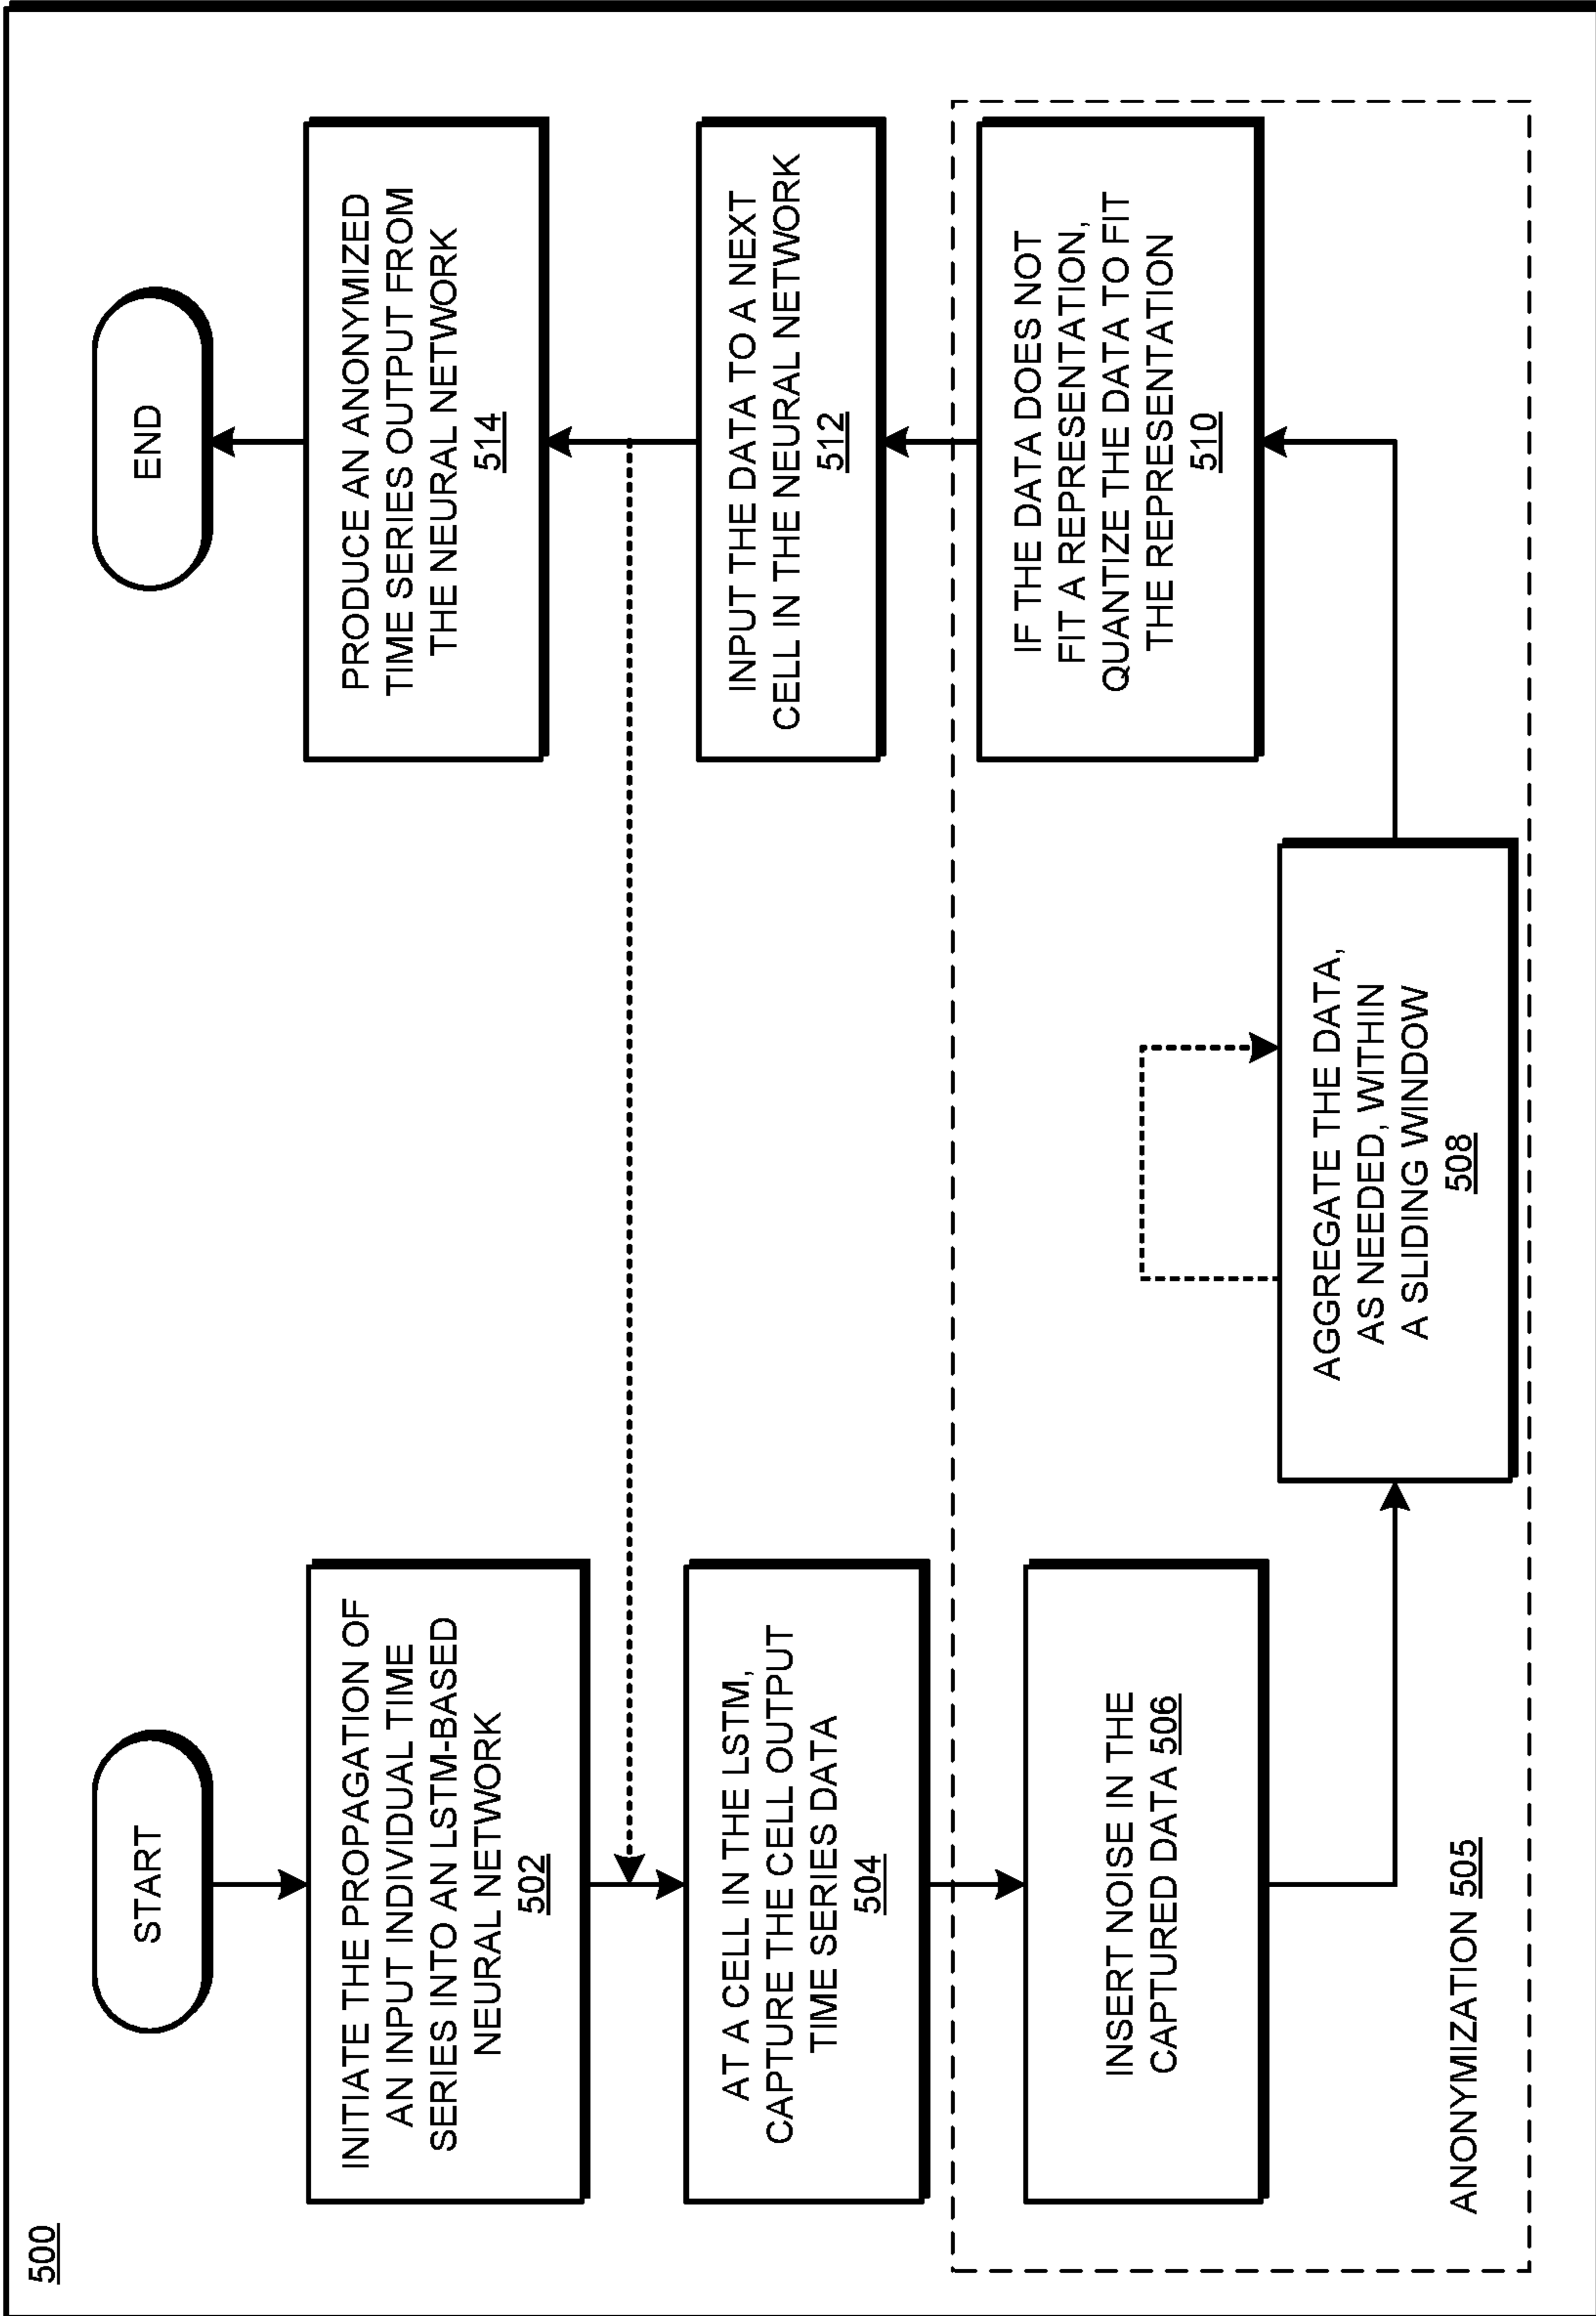 500
START
INITIATE THE PROPAGATION OF
AN INPUT INDIVIDUAL TIME
SERIES INTO AN LSTM-BASED
NEURAL NETWORK
502
AT A CELL IN THE LSTM,
CAPTURE THE CELL OUTPUT
TIME SERIES DATA
504
INSERT NOISE IN THE
CAPTURED DATA 506
ANONYMIZATION 505
AGGREGATE THE DATA,
AS NEEDED, WITHIN
A SLIDING WINDOW
508
IF THE DATA DOES NOT
FIT A REPRESENTATION,
QUANTIZE THE DATA TO FIT
THE REPRESENTATION
510
INPUT THE DATA TO A NEXT
CELL IN THE NEURAL NETWORK
512
PRODUCE AN ANONYMIZED
TIME SERIES OUTPUT FROM
THE NEURAL NETWORK
514
END